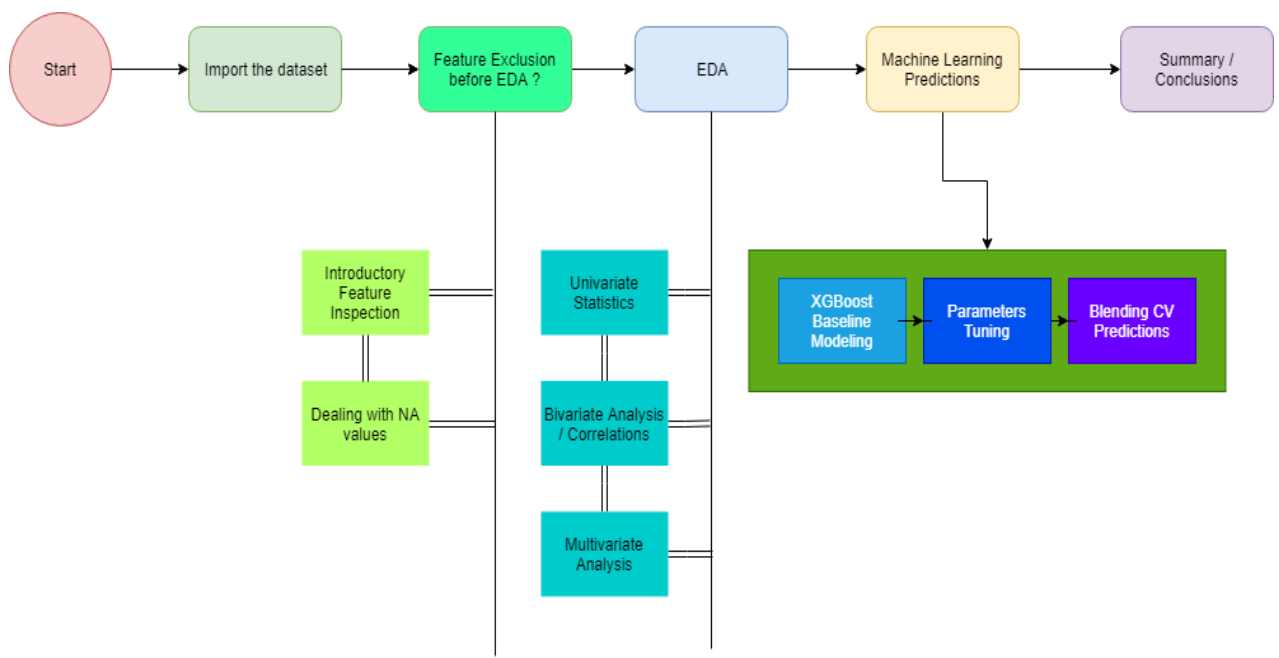 Start
Import the dataset
Feature Exclusion
before EDA ?
EDA
Machine Learning
Predictions
Summary /
Conclusions
Introductory
Feature
Inspection
Dealing with NA
values
Univariate
Statistics
Bivariate Analysis
/ Correlations
Multivariate
Analysis
XGBoost
Baseline
Modeling
Parameters
Tuning
Blending CV
Predictions